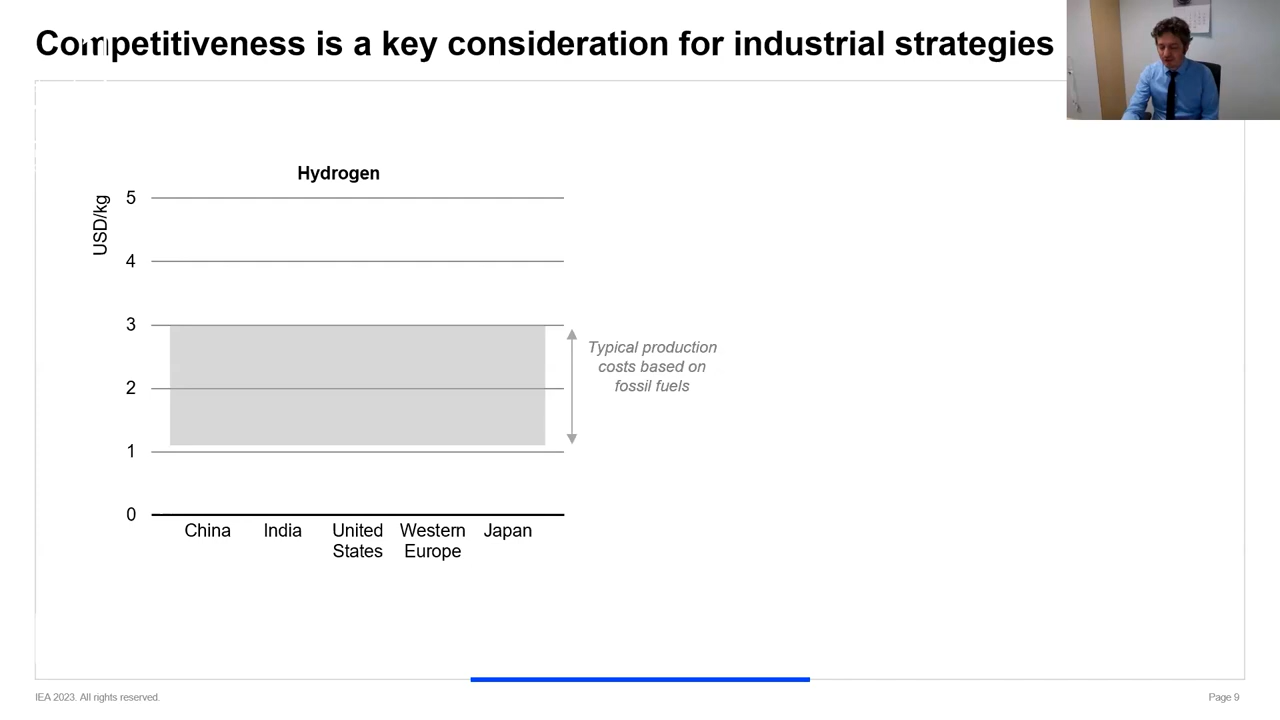 Competitiveness is a key consideration for industrial strategies
Hydrogen
USD/kg
5
4
3
2
1
0
Typical production
costs based on
fossil fuels
China
India
United
States
Western
Europe
Japan
IEA 2023. All rights reserved.
Page 9